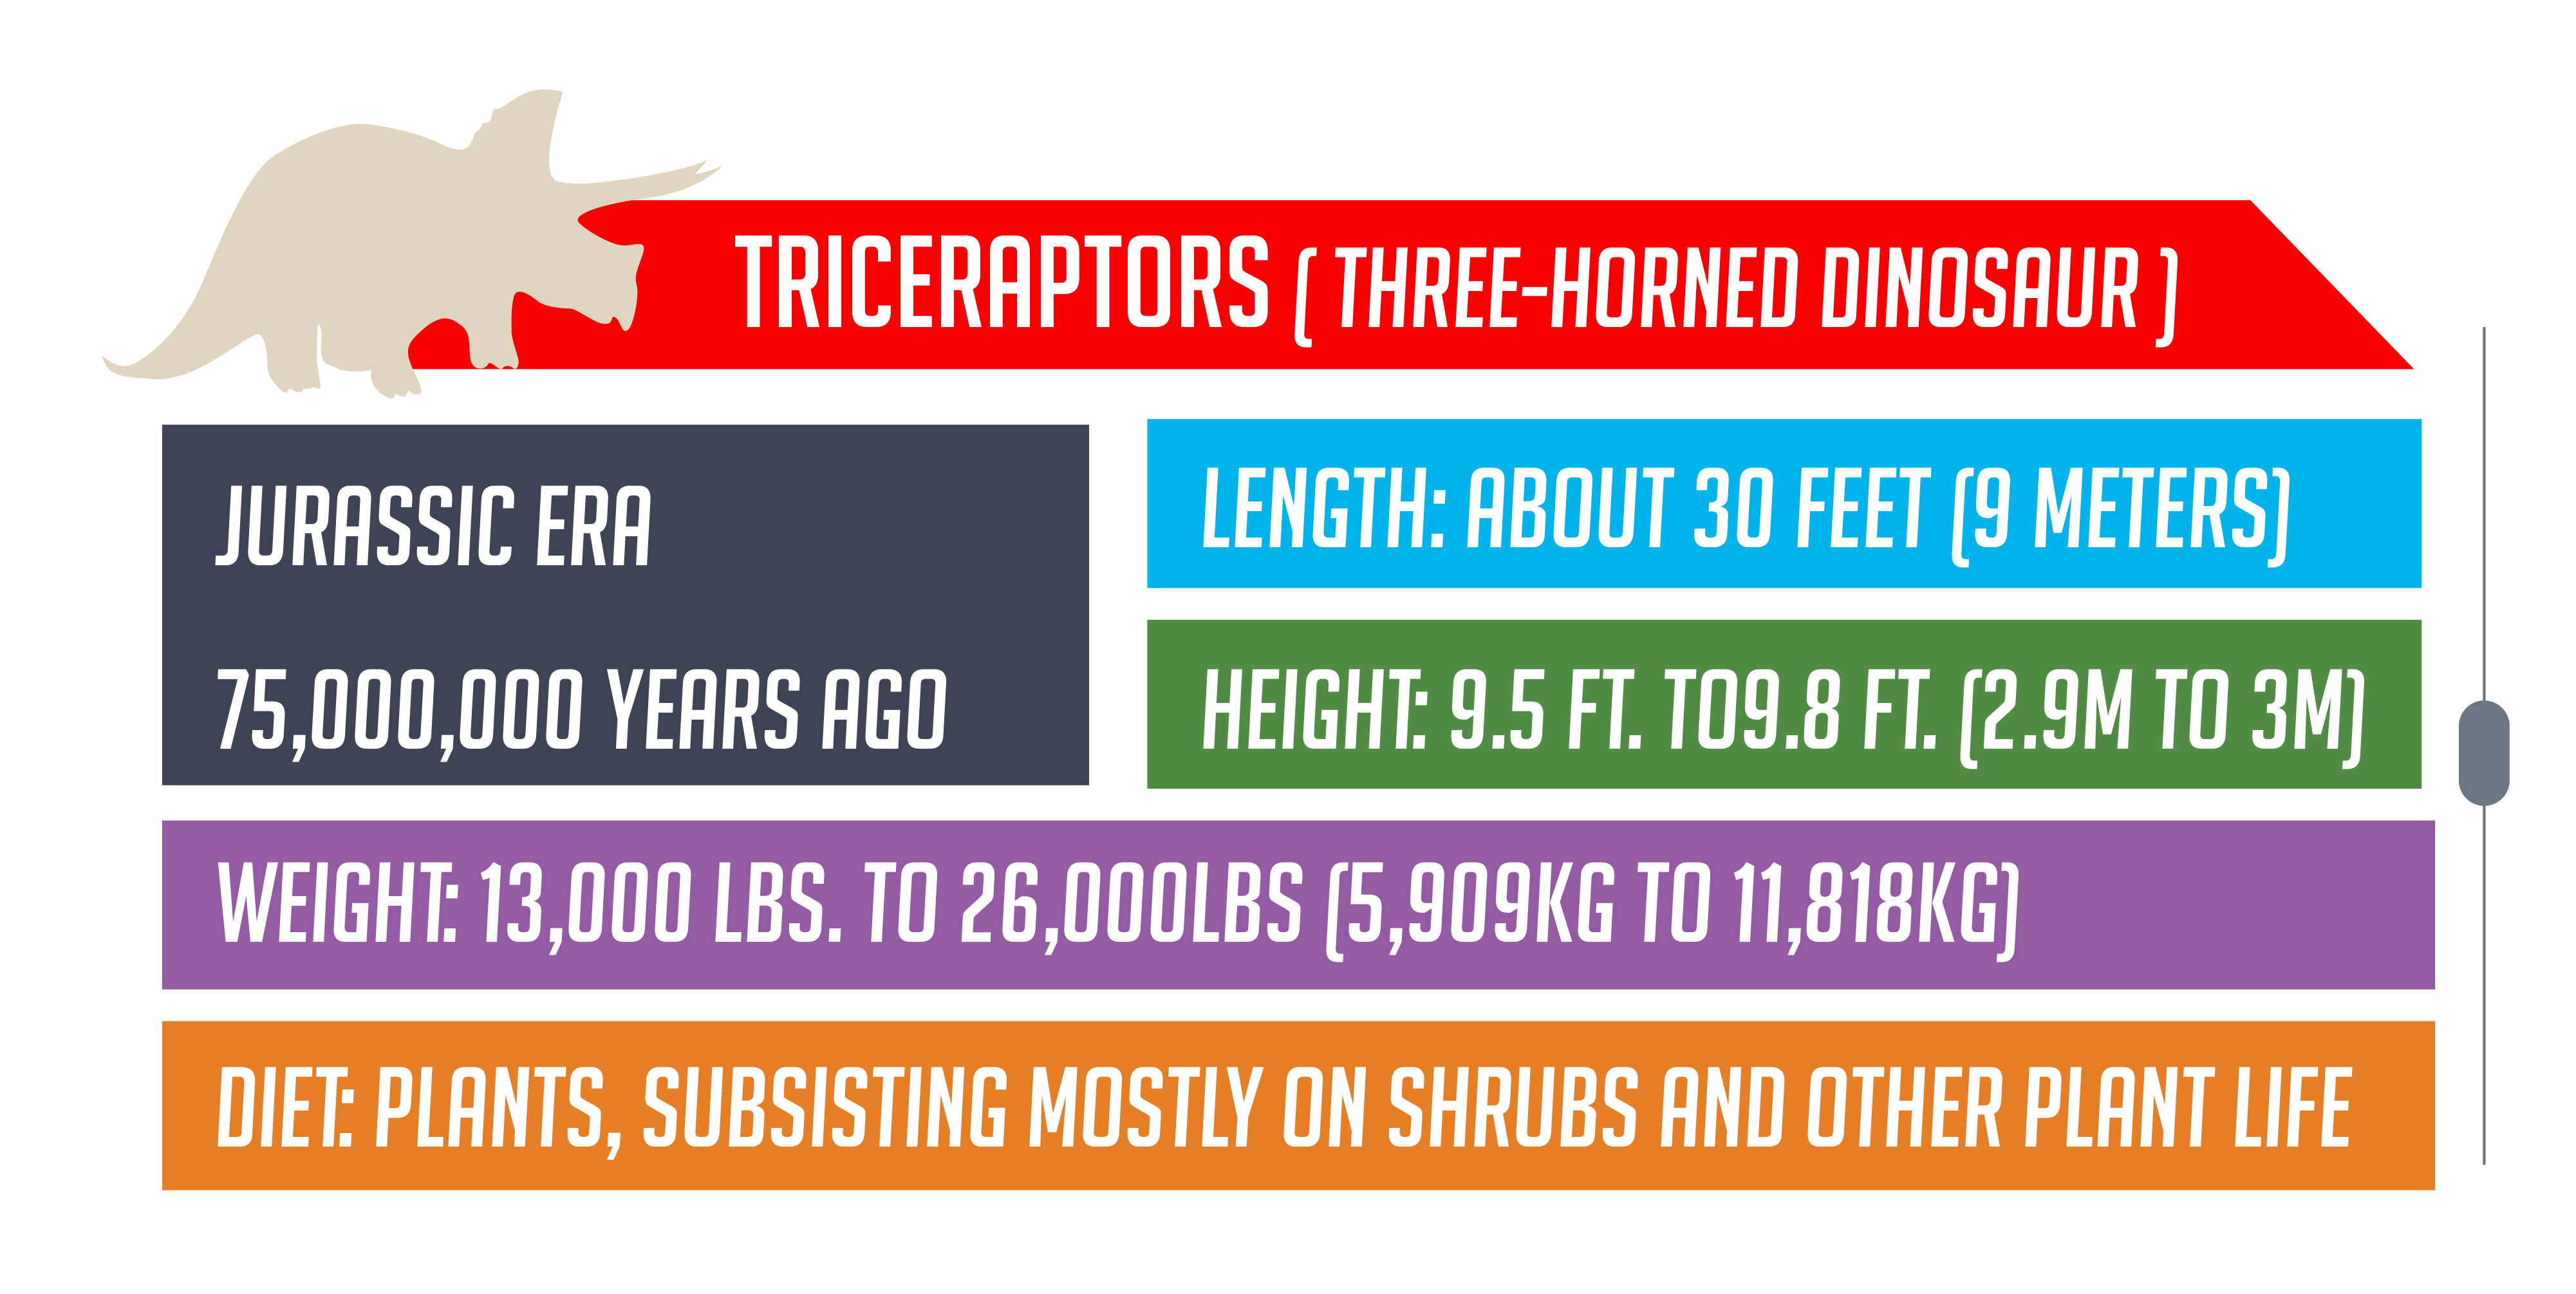 TRICERAPTORS ( THREE-HORNED DINOSAUR )
JURASSIC ERA
75,000,000 YEARS AGO
LENGTH: ABOUT 30 FEET (9 METERS)
HEIGHT: 9.5 FT. TO9.8 FT. (2.9M TO 3M)
WEIGHT: 13,000 LBS. TO 26,000LBS (5,909KG TO 11,818KG)
DIET: PLANTS, SUBSISTING MOSTLY ON SHRUBS AND OTHER PLANT LIFE